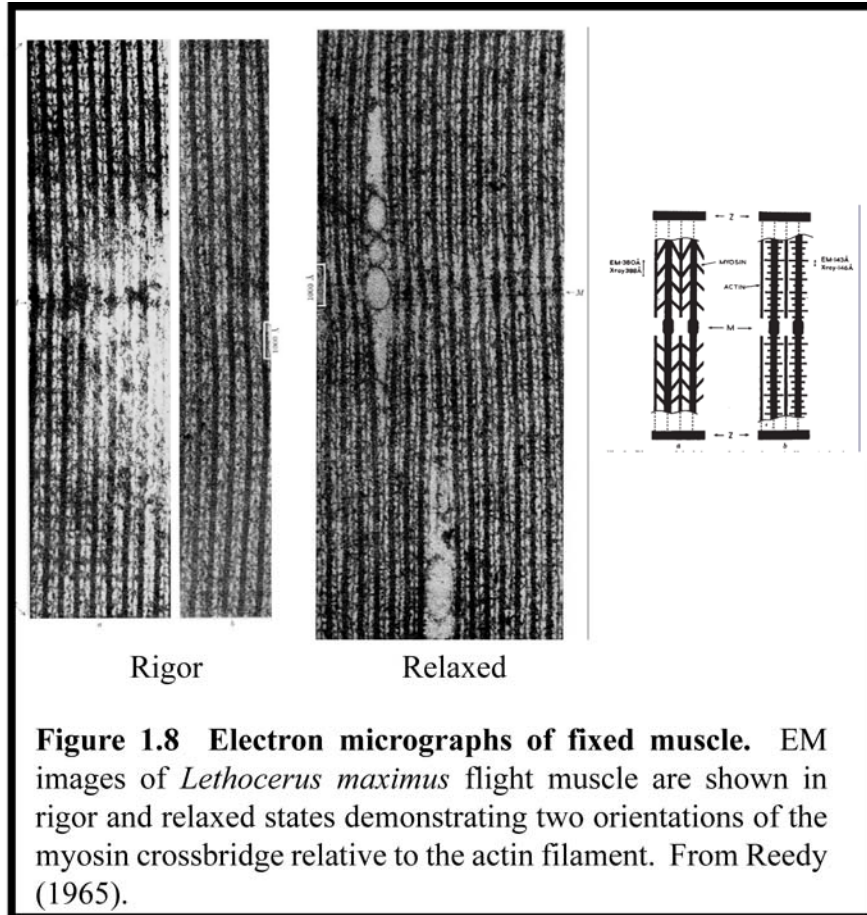 1000 Å
1000 Å
M
a
b
Z
Z
EM-380Å
Xray 388Å
MYOSIN
ACTIN
EM-143Å
Xray-146Å
M
Z
Z
a
b
Rigor
Relaxed
Figure 1.8 Electron micrographs of fixed muscle. EM
images of Lethocerus maximus flight muscle are shown in
rigor and relaxed states demonstrating two orientations of the
myosin crossbridge relative to the actin filament. From Reedy
(1965).